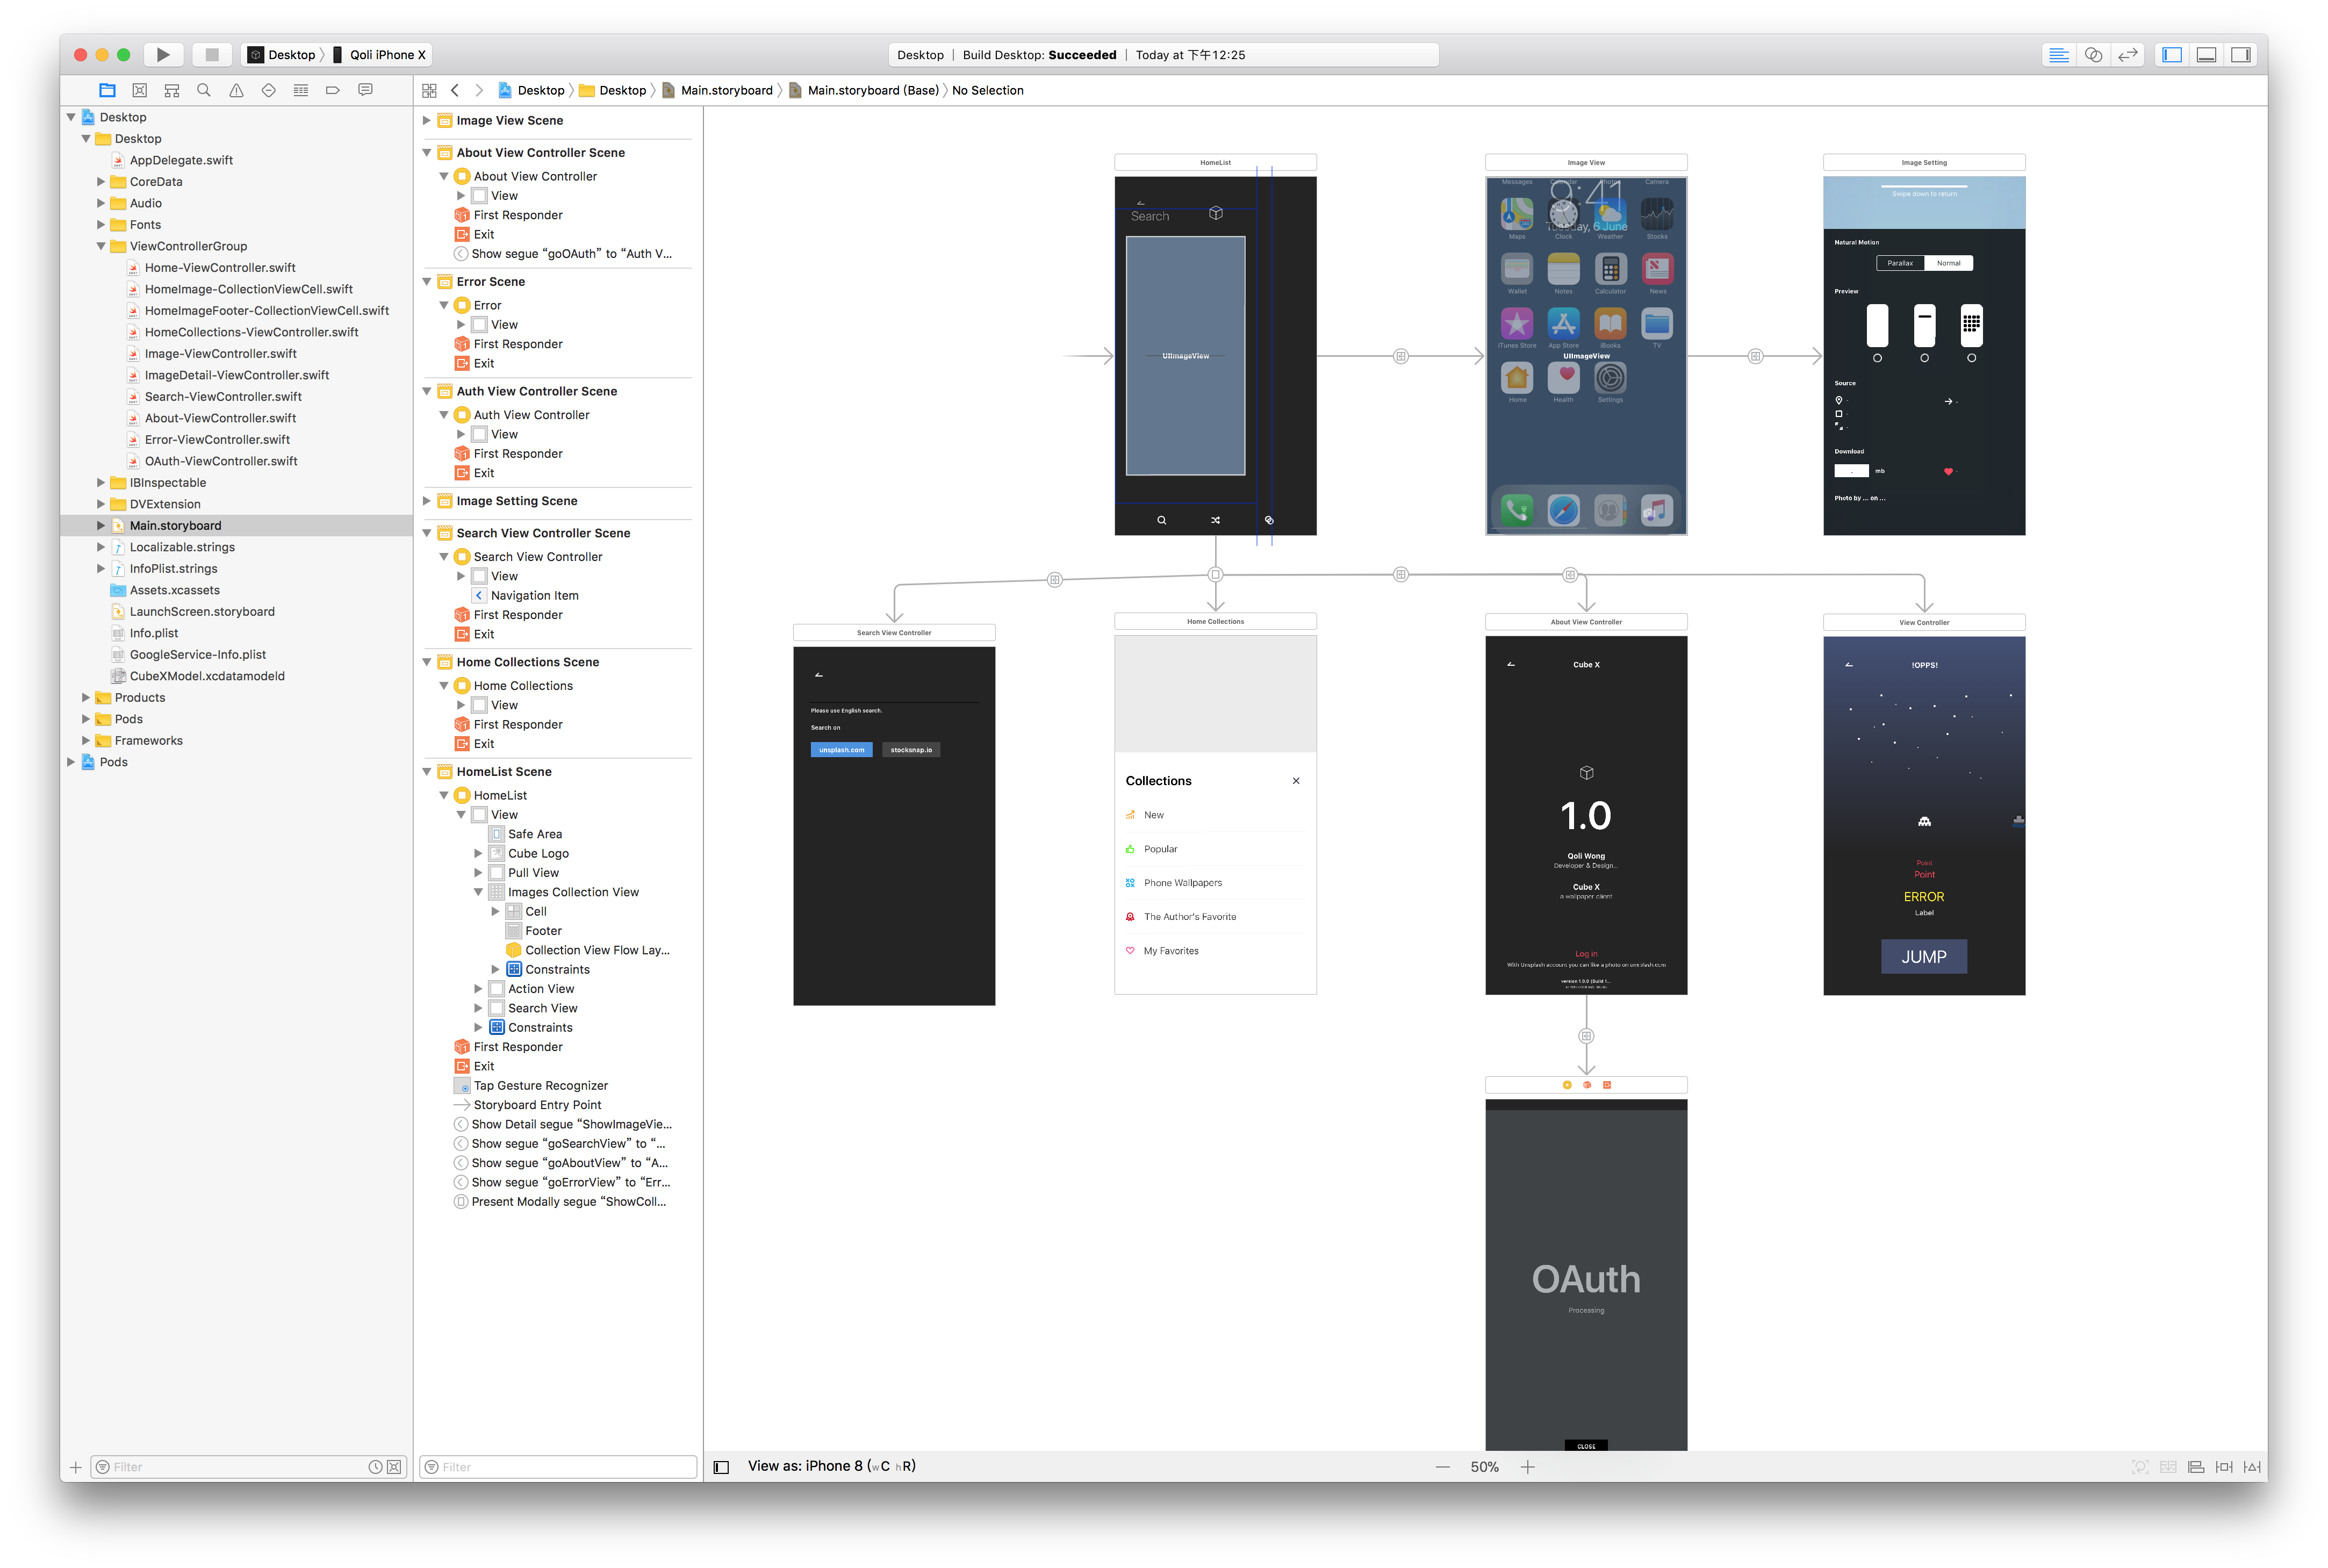 Desktop
Qoli iPhone X
Desktop | Build Desktop: Succeeded | Today at 下午12:25
Desktop
Desktop
Main.storyboard
Main.storyboard (Base)
No Selection
Desktop
Desktop
AppDelegate.swift
CoreData
Audio
Fonts
ViewControllerGroup
Home-ViewController.swift
HomeImage-CollectionViewCell.swift
HomeImageFooter-CollectionViewCell.swift
HomeCollections-ViewController.swift
Image-ViewController.swift
ImageDetail-ViewController.swift
Search-ViewController.swift
About-ViewController.swift
Error-ViewController.swift
OAuth-ViewController.swift
IBInspectable
DVExtension
Main.storyboard
Localizable.strings
InfoPlist.strings
Assets.xcassets
LaunchScreen.storyboard
Info.plist
GoogleService-Info.plist
CubeXModel.xcdatamodeld
Products
Pods
Frameworks
Pods
Filter
Image View Scene
About View Controller Scene
About View Controller
View
First Responder
Exit
Show segue “goOAuth” to “Auth V...
Error Scene
Error
View
First Responder
Exit
Auth View Controller Scene
Auth View Controller
View
First Responder
Exit
Image Setting Scene
Search View Controller Scene
Search View Controller
View
Navigation Item
First Responder
Exit
Home Collections Scene
Home Collections
View
First Responder
Exit
HomeList Scene
HomeList
View
Safe Area
Cube Logo
Pull View
Images Collection View
Cell
Footer
Collection View Flow Lay...
Constraints
Action View
Search View
Constraints
First Responder
Exit
Tap Gesture Recognizer
Storyboard Entry Point
Show Detail segue “ShowImageVie...
Show segue “goSearchView” to “...
Show segue “goAboutView” to “A...
Show segue “goErrorView” to “Err...
Present Modally segue “ShowColl...
Filter
HomeList
Search
UIImageView
Image View
Messages Calendar Photos Camera
9:41
Tuesday, 6 June
Maps Clock Weather Stocks
Wallet Notes Calculator News
iTunes Store App Store iBooks TV
UIImageView
Home Health Settings
Image Setting
Swipe down to return
Natural Motion
Parallax Normal
Preview
Source
Download
- mb
Photo by ... on ...
Search View Controller
Please use English search.
Search on
unsplash.com stocksnap.io
Home Collections
Collections
New
Popular
Phone Wallpapers
The Author's Favorite
My Favorites
About View Controller
Cube X
1.0
Qoli Wong
Developer & Design...
Cube X
a wallpaper client
Log in
With Unsplash account you can like a photo on unsplash.com
version 1.0.0 (Build 1...
View Controller
!OPPS!
Point
Point
ERROR
Label
JUMP
OAuth
Processing
CLOSE
View as: iPhone 8 (wC hR)
50%